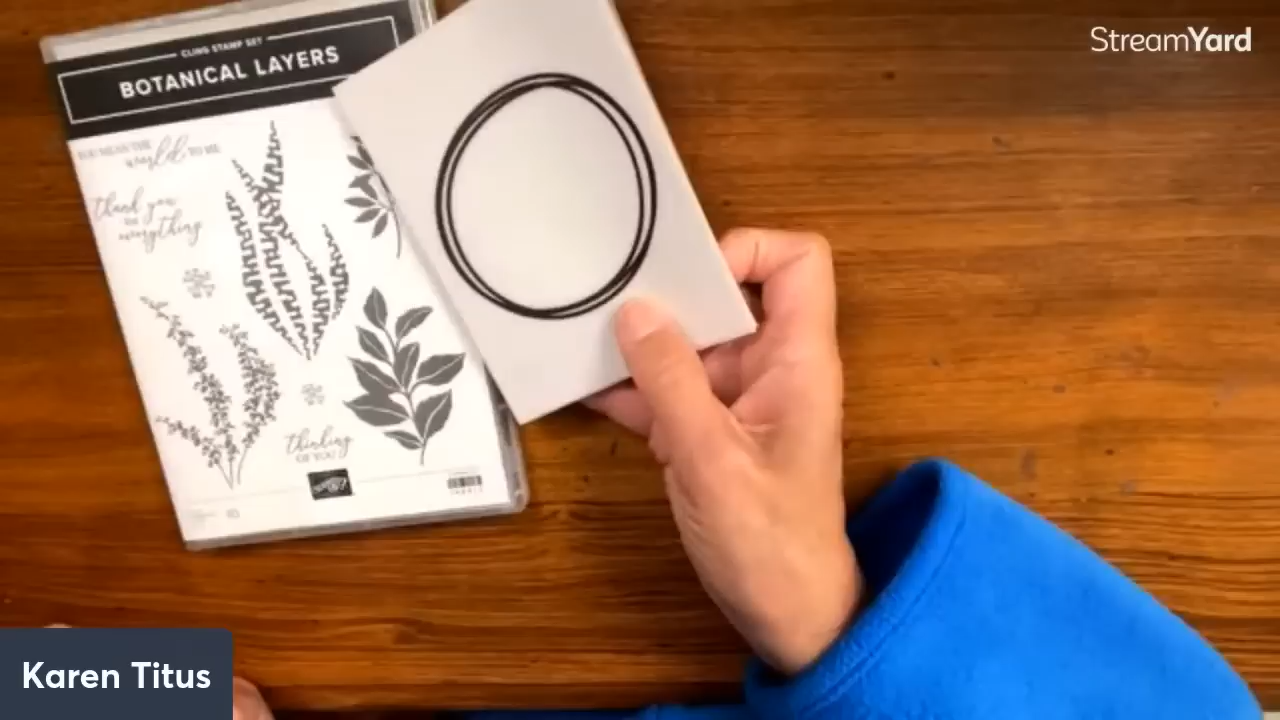 StreamYard
CLING STAMP SET
BOTANICAL LAYERS
YOU MEAN THE
world TO ME
thank you
FOR
everything
thinking
OF YOU
Karen Titus